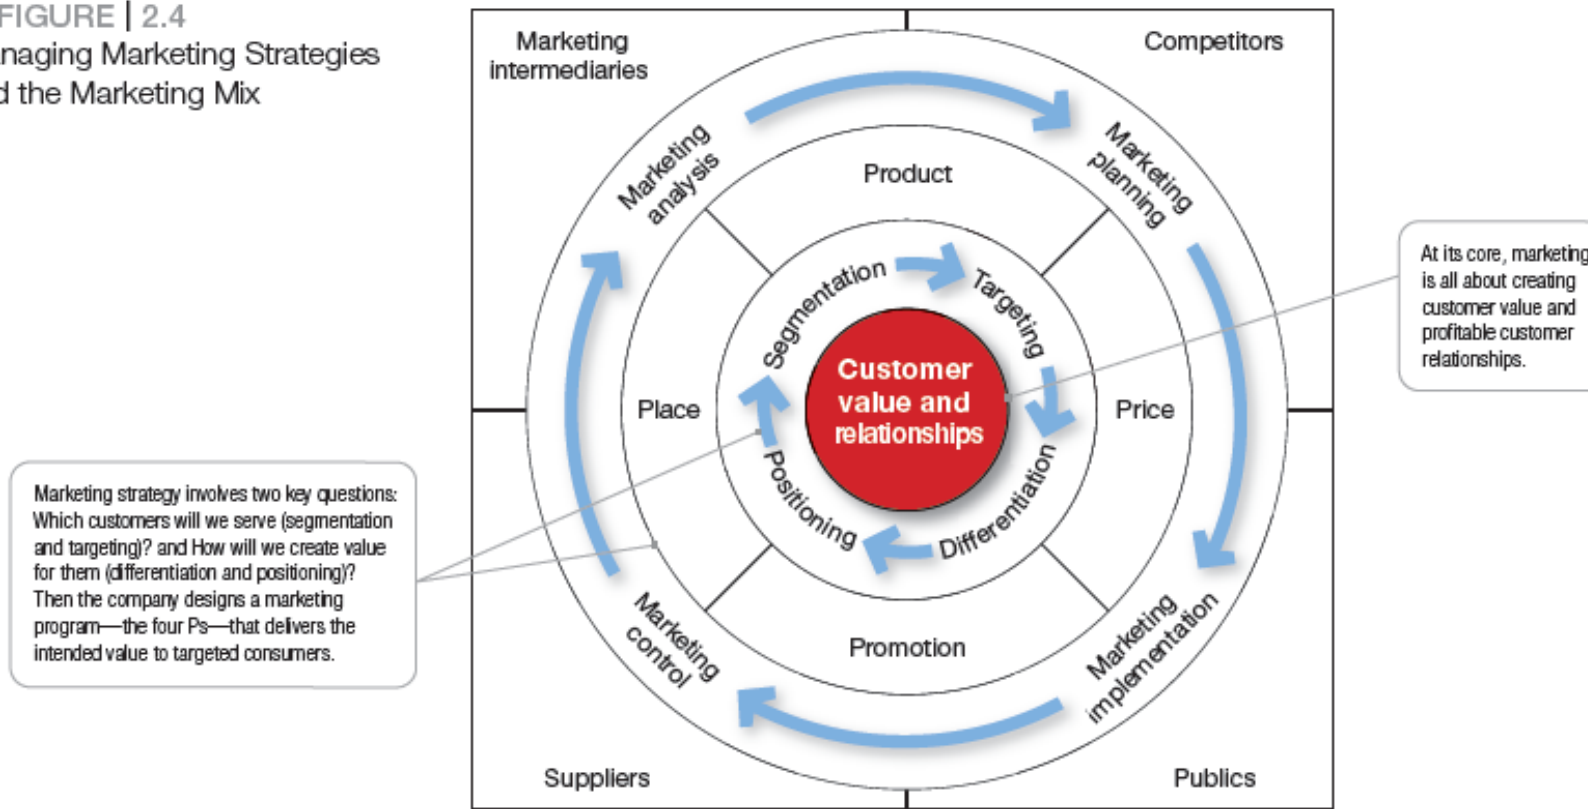 FIGURE | 2.4
anaging Marketing Strategies
d the Marketing Mix
Marketing
intermediaries
Competitors
Marketing
analysis
Marketing
planning
Product
Segmentation
Targeting
At its core, marketing
is all about creating
customer value and
profitable customer
relationships.
Customer
value and
relationships
Place
Price
Positioning
Differentiation
Marketing strategy involves two key questions:
Which customers will we serve (segmentation
and targeting)? and How will we create value
for them (differentiation and positioning)?
Then the company designs a marketing
program—the four Ps—that delivers the
intended value to targeted consumers.
Marketing
control
Promotion
Marketing
implementation
Suppliers
Publics